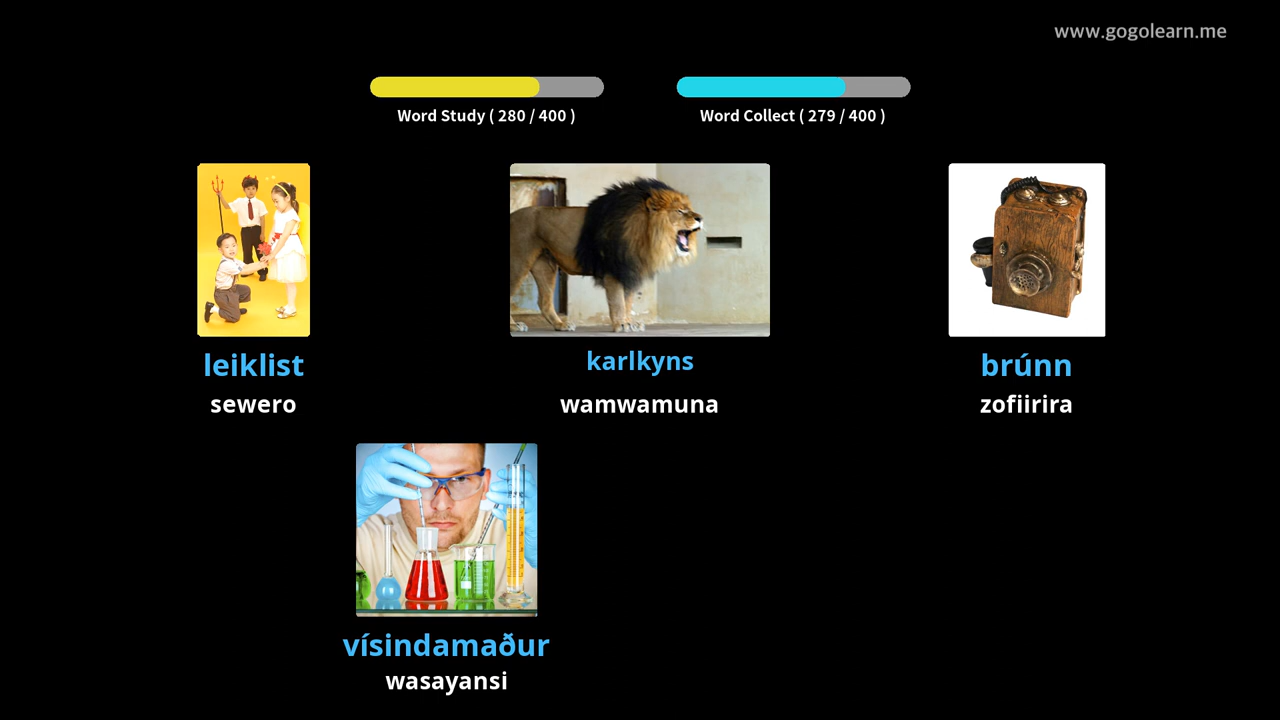 www.gogolearn.me
Word Study ( 280 / 400 )
Word Collect ( 279 / 400 )
leiklist
karlkyns
brúnn
sewero
wamwamuna
zofiirira
vísindamaður
wasayansi